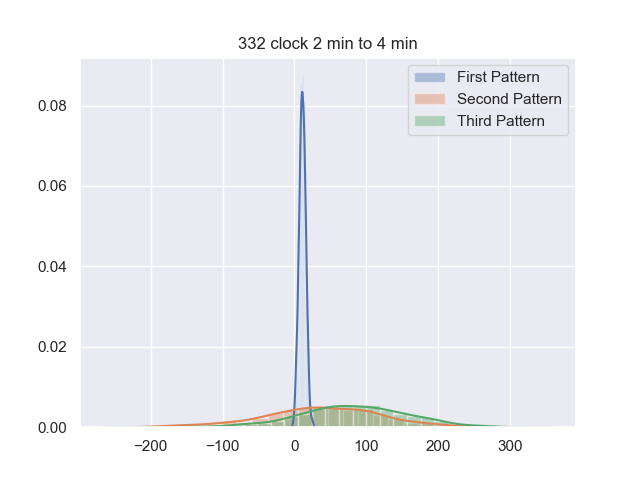 332 clock 2 min to 4 min
First Pattern
Second Pattern
Third Pattern
0.08
0.06
0.04
0.02
0.00
−200 −100 0 100 200 300